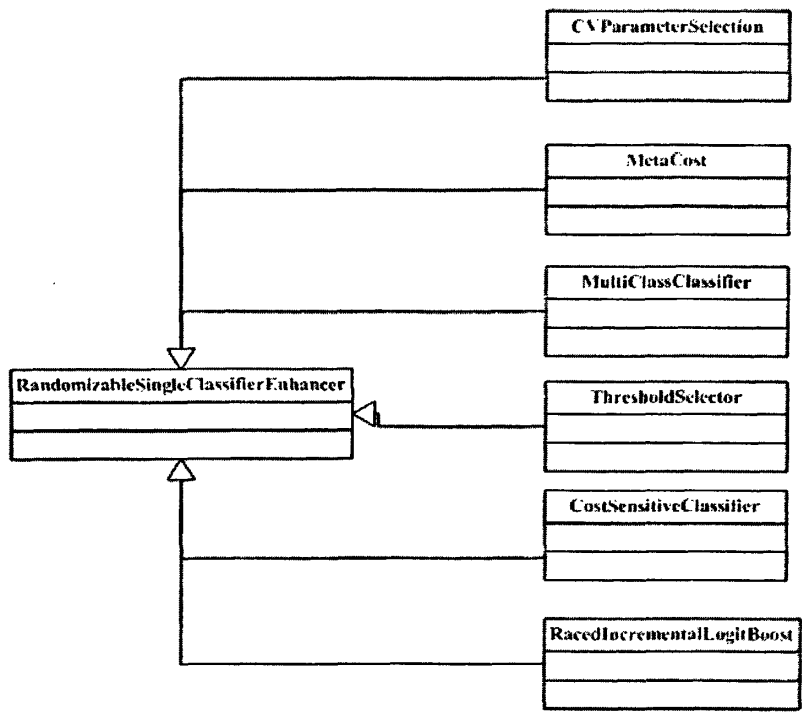 CVParameterSelection
MetaCost
MultiClassClassifier
RandomizableSingleClassifierEnhancer
ThresholdSelector
CostSensitiveClassifier
RacedIncrementalLogitBoost